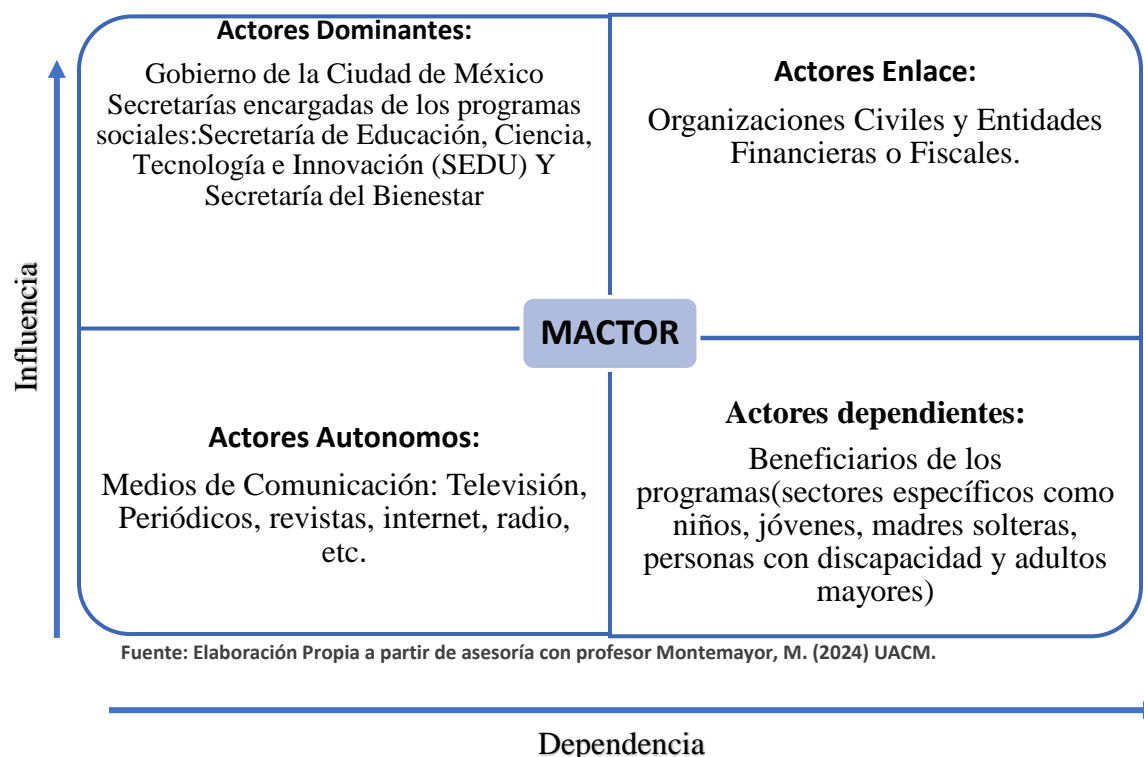 Actores Dominantes:
Gobierno de la Ciudad de México
Secretarías encargadas de los programas
sociales:Secretaría de Educación, Ciencia,
Tecnología e Innovación (SEDU) Y
Secretaría del Bienestar
Actores Enlace:
Organizaciones Civiles y Entidades
Financieras o Fiscales.
Influencia
MACTOR
Actores Autonomos:
Medios de Comunicación: Televisión,
Periódicos, revistas, internet, radio,
etc.
Actores dependientes:
Beneficiarios de los
programas(sectores específicos como
niños, jóvenes, madres solteras,
personas con discapacidad y adultos
mayores)
Fuente: Elaboración Propia a partir de asesoría con profesor Montemayor, M. (2024) UACM.
Dependencia